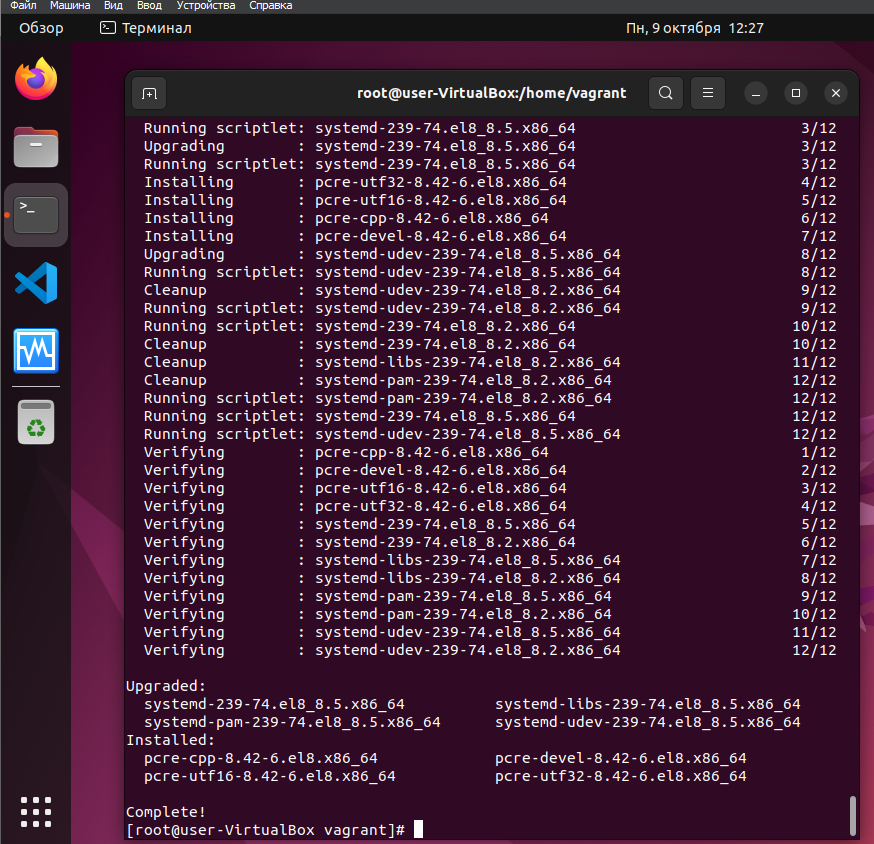 Файл Машина Вид Ввод Устройства Справка
Обзор Терминал Пн, 9 октября 12:27
root@user-VirtualBox:/home/vagrant
Running scriptlet: systemd-239-74.el8_8.5.x86_64 3/12
Upgrading : systemd-239-74.el8_8.5.x86_64 3/12
Running scriptlet: systemd-239-74.el8_8.5.x86_64 3/12
Installing : pcre-utf32-8.42-6.el8.x86_64 4/12
Installing : pcre-utf16-8.42-6.el8.x86_64 5/12
Installing : pcre-cpp-8.42-6.el8.x86_64 6/12
Installing : pcre-devel-8.42-6.el8.x86_64 7/12
Upgrading : systemd-udev-239-74.el8_8.5.x86_64 8/12
Running scriptlet: systemd-udev-239-74.el8_8.5.x86_64 8/12
Cleanup : systemd-udev-239-74.el8_8.2.x86_64 9/12
Running scriptlet: systemd-udev-239-74.el8_8.2.x86_64 9/12
Running scriptlet: systemd-239-74.el8_8.2.x86_64 10/12
Cleanup : systemd-239-74.el8_8.2.x86_64 10/12
Cleanup : systemd-libs-239-74.el8_8.2.x86_64 11/12
Cleanup : systemd-pam-239-74.el8_8.2.x86_64 12/12
Running scriptlet: systemd-pam-239-74.el8_8.2.x86_64 12/12
Running scriptlet: systemd-239-74.el8_8.5.x86_64 12/12
Running scriptlet: systemd-udev-239-74.el8_8.5.x86_64 12/12
Verifying : pcre-cpp-8.42-6.el8.x86_64 1/12
Verifying : pcre-devel-8.42-6.el8.x86_64 2/12
Verifying : pcre-utf16-8.42-6.el8.x86_64 3/12
Verifying : pcre-utf32-8.42-6.el8.x86_64 4/12
Verifying : systemd-239-74.el8_8.5.x86_64 5/12
Verifying : systemd-239-74.el8_8.2.x86_64 6/12
Verifying : systemd-libs-239-74.el8_8.5.x86_64 7/12
Verifying : systemd-libs-239-74.el8_8.2.x86_64 8/12
Verifying : systemd-pam-239-74.el8_8.5.x86_64 9/12
Verifying : systemd-pam-239-74.el8_8.2.x86_64 10/12
Verifying : systemd-udev-239-74.el8_8.5.x86_64 11/12
Verifying : systemd-udev-239-74.el8_8.2.x86_64 12/12
Upgraded:
systemd-239-74.el8_8.5.x86_64 systemd-libs-239-74.el8_8.5.x86_64
systemd-pam-239-74.el8_8.5.x86_64 systemd-udev-239-74.el8_8.5.x86_64
Installed:
pcre-cpp-8.42-6.el8.x86_64 pcre-devel-8.42-6.el8.x86_64
pcre-utf16-8.42-6.el8.x86_64 pcre-utf32-8.42-6.el8.x86_64
Complete!
[root@user-VirtualBox vagrant]#